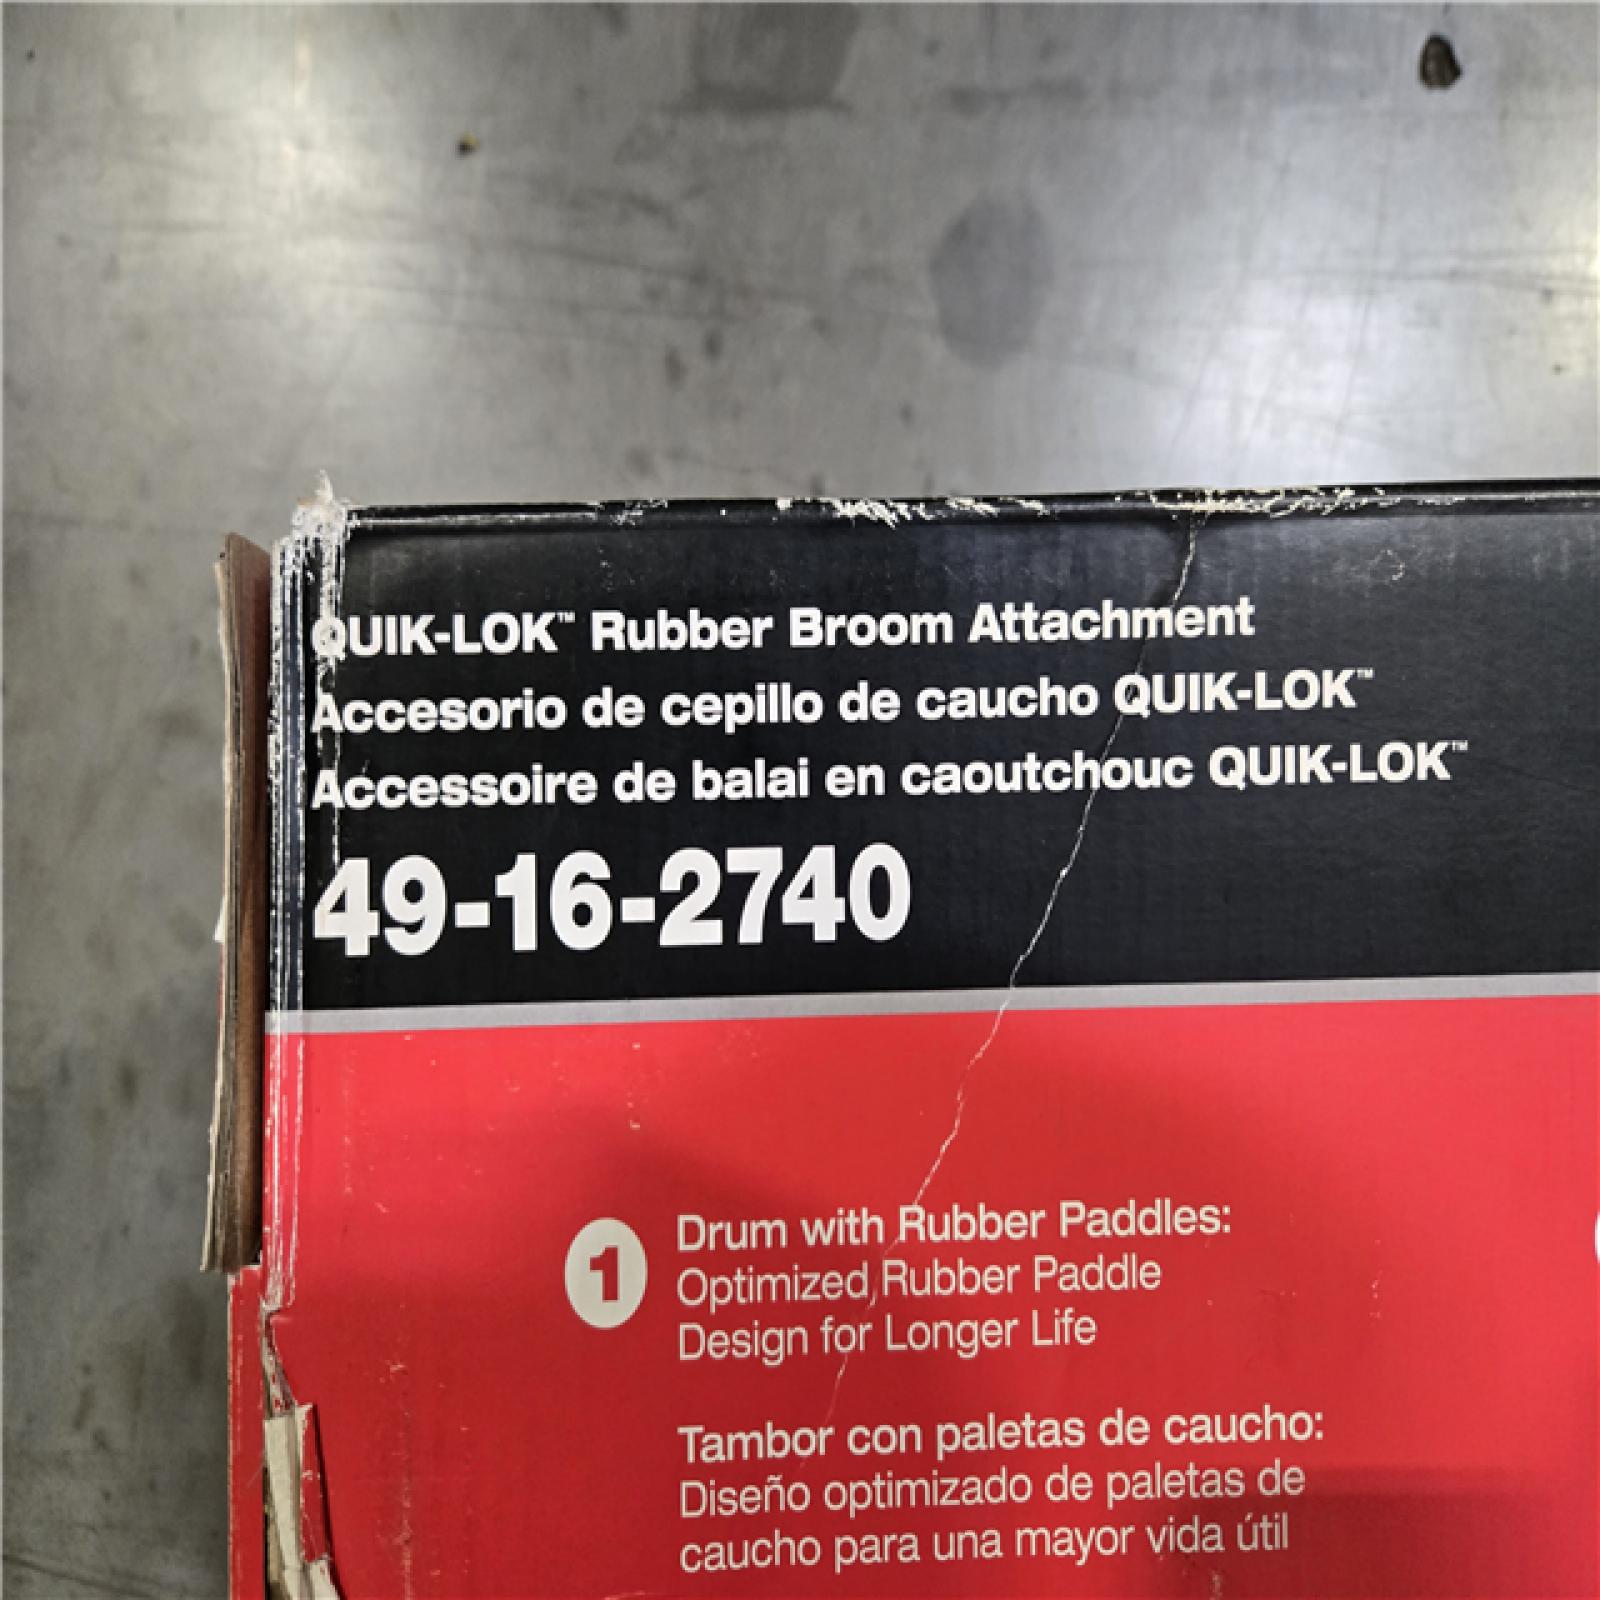 QUIK-LOK™ Rubber Broom Attachment
Accesorio de cepillo de caucho QUIK-LOK™
Accessoire de balai en caoutchouc QUIK-LOK™
49-16-2740
1
Drum with Rubber Paddles:
Optimized Rubber Paddle
Design for Longer Life
Tambor con paletas de caucho:
Diseño optimizado de paletas de
caucho para una mayor vida útil